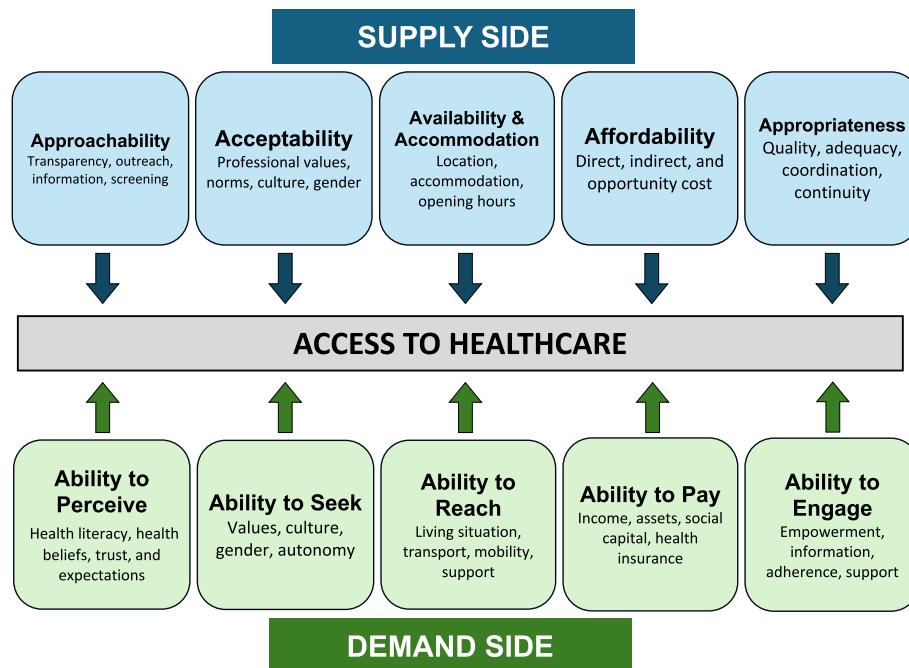 SUPPLY SIDE
Approachability
Transparency, outreach,
information, screening
Acceptability
Professional values,
norms, culture, gender
Availability &
Accommodation
Location,
accommodation,
opening hours
Affordability
Direct, indirect, and
opportunity cost
Appropriateness
Quality, adequacy,
coordination,
continuity
ACCESS TO HEALTHCARE
Ability to
Perceive
Health literacy, health
beliefs, trust, and
expectations
Ability to Seek
Values, culture,
gender, autonomy
Ability to
Reach
Living situation,
transport, mobility,
support
Ability to Pay
Income, assets, social
capital, health
insurance
Ability to
Engage
Empowerment,
information,
adherence, support
DEMAND SIDE